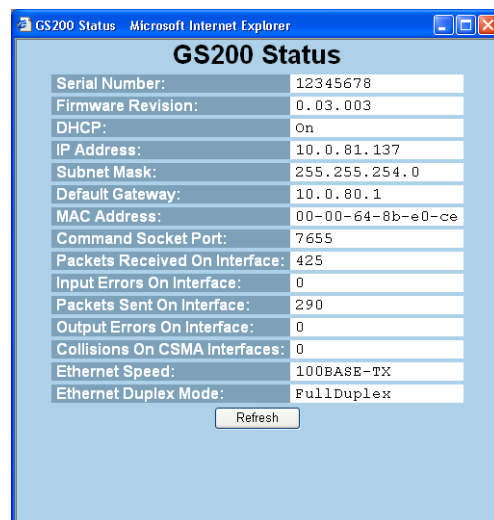 GS200 Status Microsoft Internet Explorer
GS200 Status
Serial Number: 12345678
Firmware Revision: 0.03.003
DHCP: On
IP Address: 10.0.81.137
Subnet Mask: 255.255.254.0
Default Gateway: 10.0.80.1
MAC Address: 00-00-64-8b-e0-ce
Command Socket Port: 7655
Packets Received On Interface: 425
Input Errors On Interface: 0
Packets Sent On Interface: 290
Output Errors On Interface: 0
Collisions On CSMA Interfaces: 0
Ethernet Speed: 100BASE-TX
Ethernet Duplex Mode: FullDuplex
Refresh